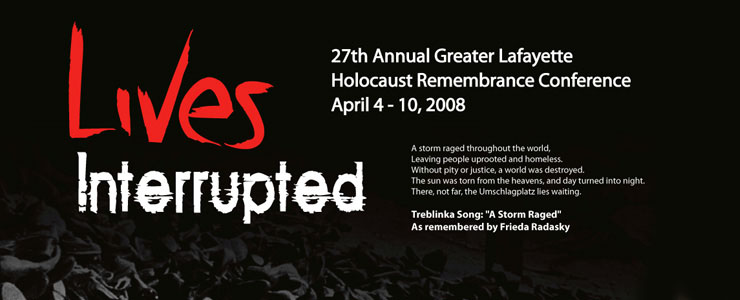 Lives
Interrupted
27th Annual Greater Lafayette
Holocaust Remembrance Conference
April 4 - 10, 2008
A storm raged throughout the world,
Leaving people uprooted and homeless.
Without pity or justice, a world was destroyed.
The sun was torn from the heavens, and day turned into night.
There, not far, the Umschlagplatz lies waiting.
Treblinka Song: "A Storm Raged"
As remembered by Frieda Radasky